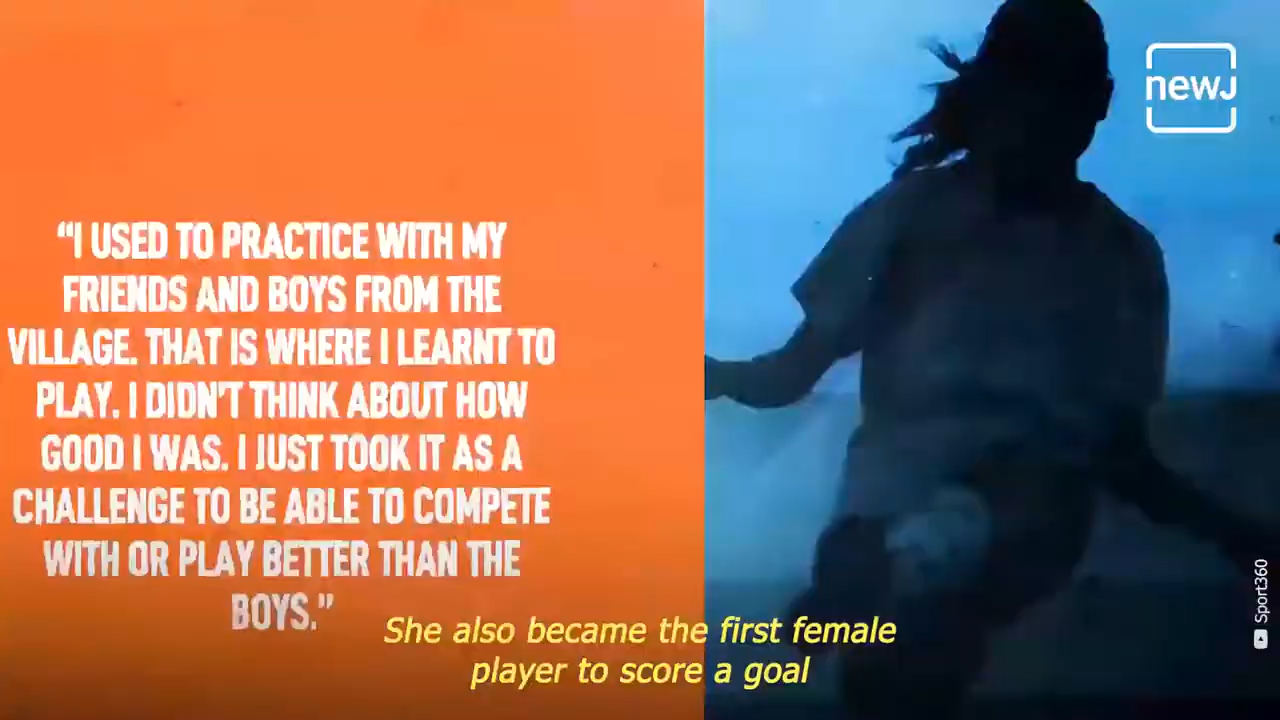 newJ
“I USED TO PRACTICE WITH MY
FRIENDS AND BOYS FROM THE
VILLAGE. THAT IS WHERE I LEARNT TO
PLAY. I DIDN'T THINK ABOUT HOW
GOOD I WAS. I JUST TOOK IT AS A
CHALLENGE TO BE ABLE TO COMPETE
WITH OR PLAY BETTER THAN THE
BOYS.”
She also became the first female
player to score a goal
Sport360